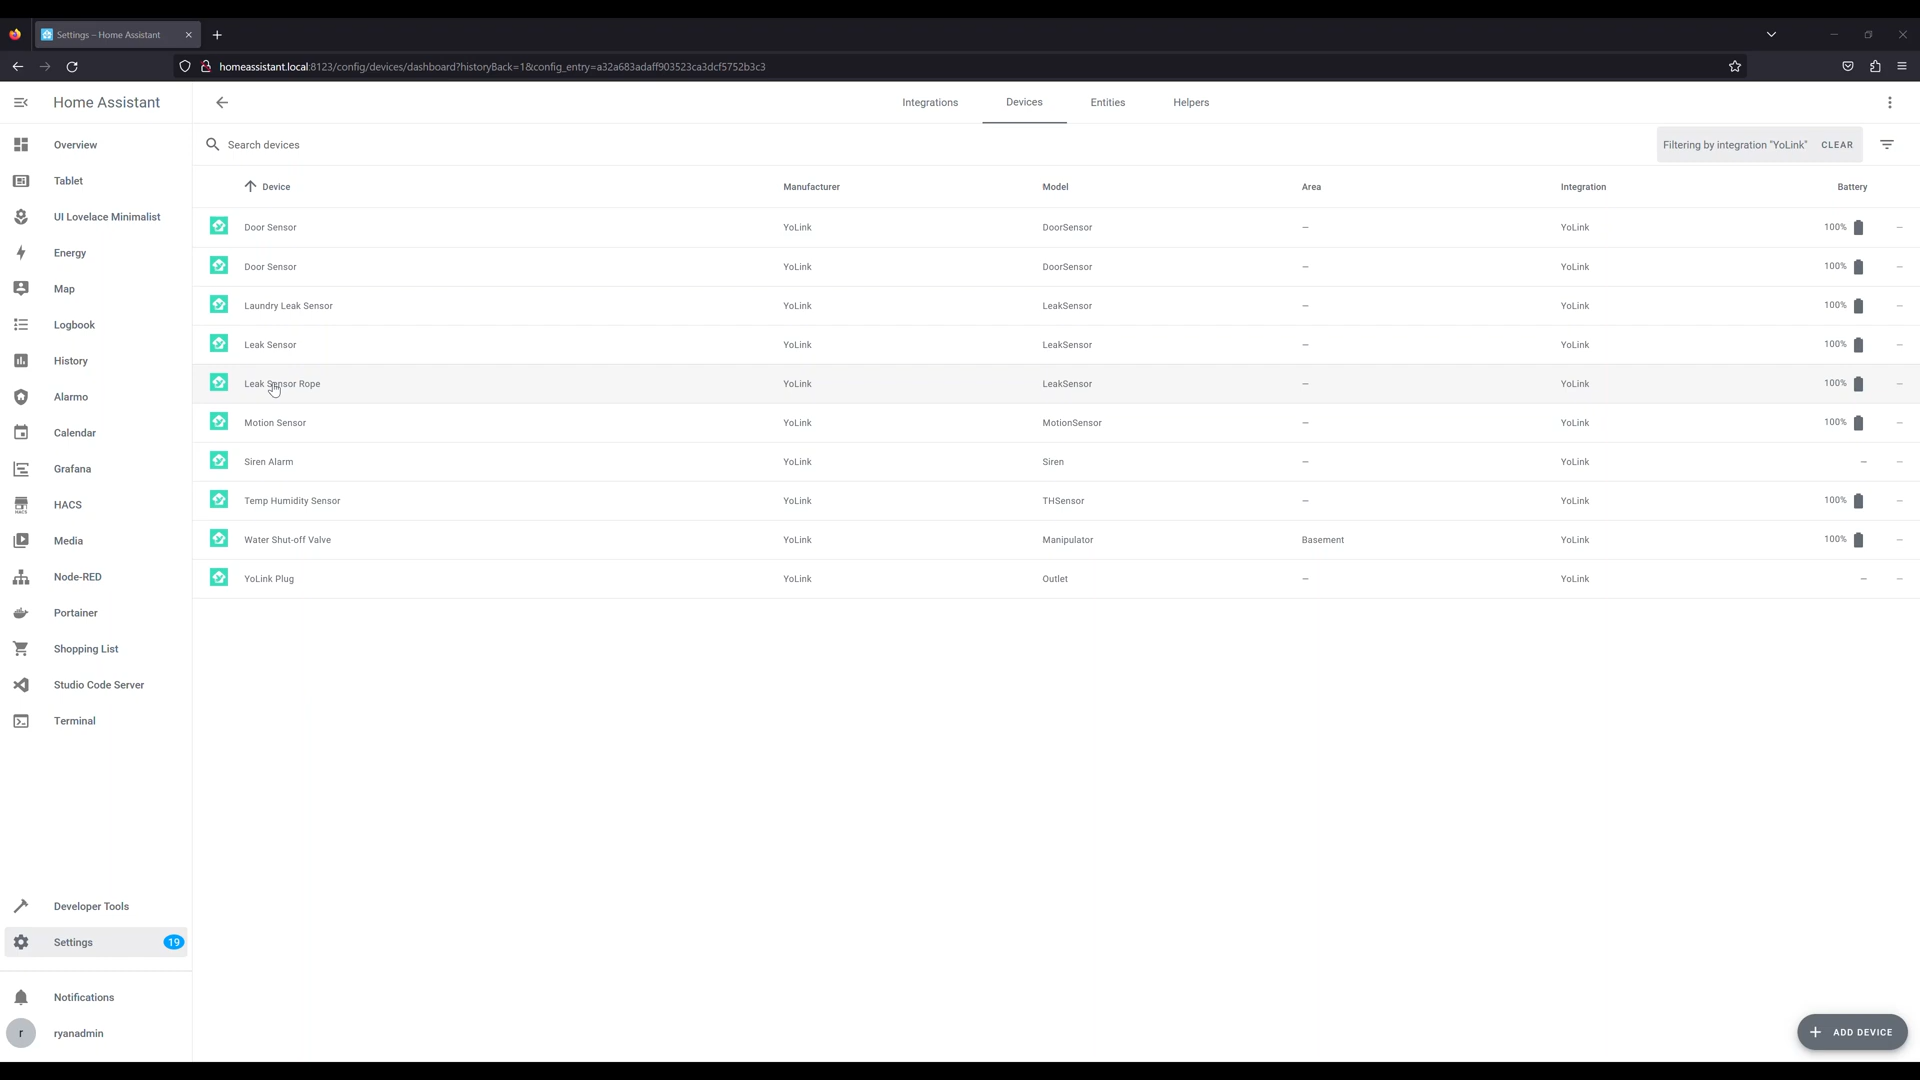 Settings – Home Assistant
homeassistant.local:8123/config/devices/dashboard?historyBack=1&config_entry=a32a683adaff903523ca3dcf5752b3c3
Home Assistant
Integrations Devices Entities Helpers
Overview
Tablet
UI Lovelace Minimalist
Energy
Map
Logbook
History
Alarmo
Calendar
Grafana
HACS
HACS
Media
Node-RED
Portainer
Shopping List
Studio Code Server
Terminal
Developer Tools
Settings 19
Notifications
r ryanadmin
Search devices Filtering by integration "YoLink" CLEAR
Device Manufacturer Model Area Integration Battery
Door Sensor YoLink DoorSensor — YoLink 100% —
Door Sensor YoLink DoorSensor — YoLink 100% —
Laundry Leak Sensor YoLink LeakSensor — YoLink 100% —
Leak Sensor YoLink LeakSensor — YoLink 100% —
Leak Sensor Rope YoLink LeakSensor — YoLink 100% —
Motion Sensor YoLink MotionSensor — YoLink 100% —
Siren Alarm YoLink Siren — YoLink — —
Temp Humidity Sensor YoLink THSensor — YoLink 100% —
Water Shut-off Valve YoLink Manipulator Basement YoLink 100% —
YoLink Plug YoLink Outlet — YoLink — —
ADD DEVICE